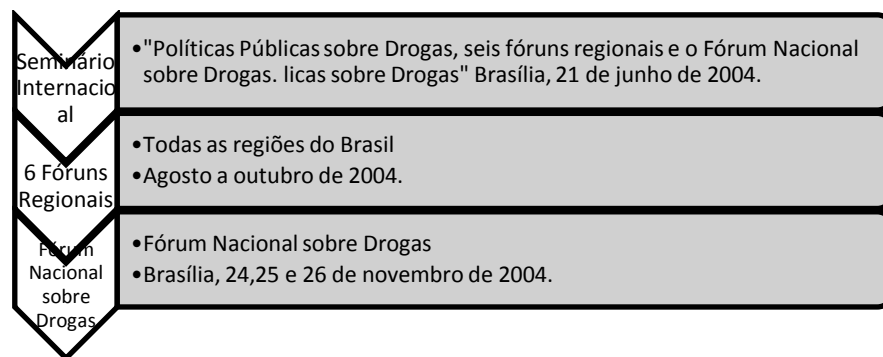 Seminário
Internacio
al
•"Políticas Públicas sobre Drogas, seis fóruns regionais e o Fórum Nacional
sobre Drogas. licas sobre Drogas" Brasília, 21 de junho de 2004.
6 Fóruns
Regionais
•Todas as regiões do Brasil
•Agosto a outubro de 2004.
Fórum
Nacional
sobre
Drogas
•Fórum Nacional sobre Drogas
•Brasília, 24,25 e 26 de novembro de 2004.